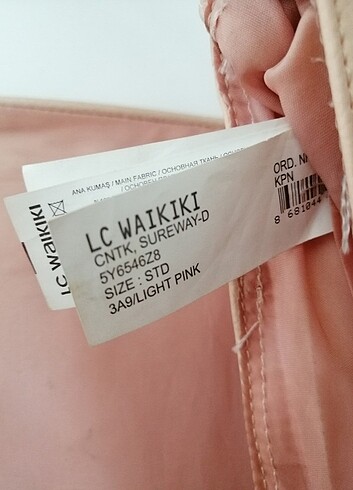 ANA KUMAŞ / MAIN FABRIC / ОСНОВНАЯ ТКАНЬ /
LC WAIKIKI
LC WAIKIKI
CNTK, SUREWAY-D
5Y6546Z8
SIZE : STD
3A9/LIGHT PINK
ORD. N
KPN
8 681044